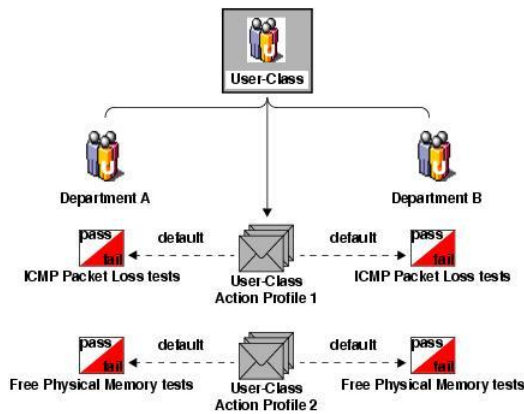 User-Class
Department A
Department B
pass
fail
default
default
pass
fail
ICMP Packet Loss tests
User-Class
Action Profile 1
ICMP Packet Loss tests
pass
fail
default
default
pass
fail
Free Physical Memory tests
User-Class
Action Profile 2
Free Physical Memory tests